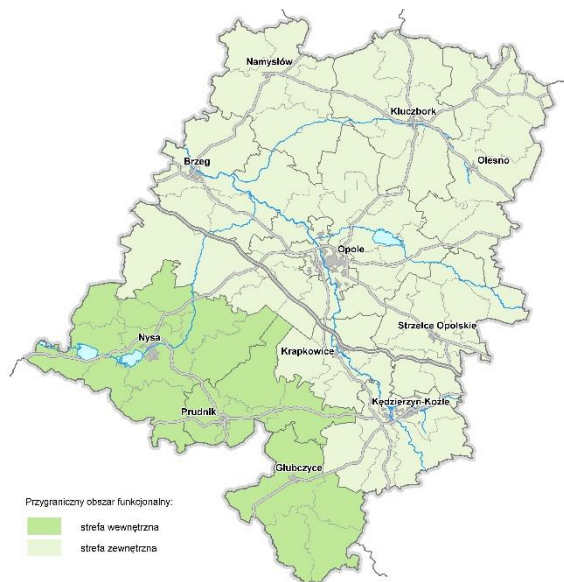 Namysłów
Kluczbork
Brzeg
Olesno
Opole
Strzelce Opolskie
Nysa
Krapkowice
Kędzierzyn-Koźle
Prudnik
Głubczyce
Przygraniczny obszar funkcjonalny:
strefa wewnętrzna
strefa zewnętrzna